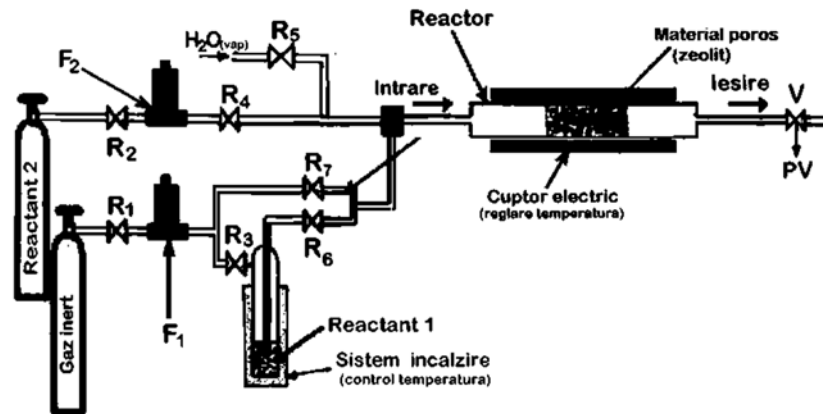 Reactor
Material poros
(zeolit)
H₂O(vap)
R₅
F₂
Intrare
Iesire
V
R₄
R₂
PV
R₇
Cuptor electric
(reglare temperatura)
Reactant 2
R₁
R₃
R₆
Gaz inert
F₁
Reactant 1
Sistem incalzire
(control temperatura)